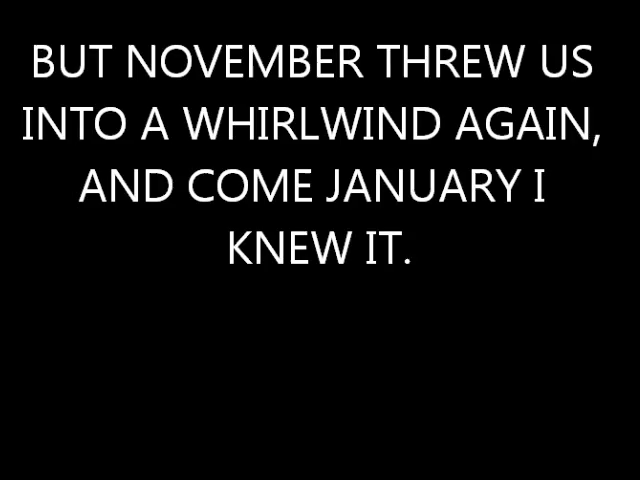 BUT NOVEMBER THREW US
INTO A WHIRLWIND AGAIN,
AND COME JANUARY I
KNEW IT.